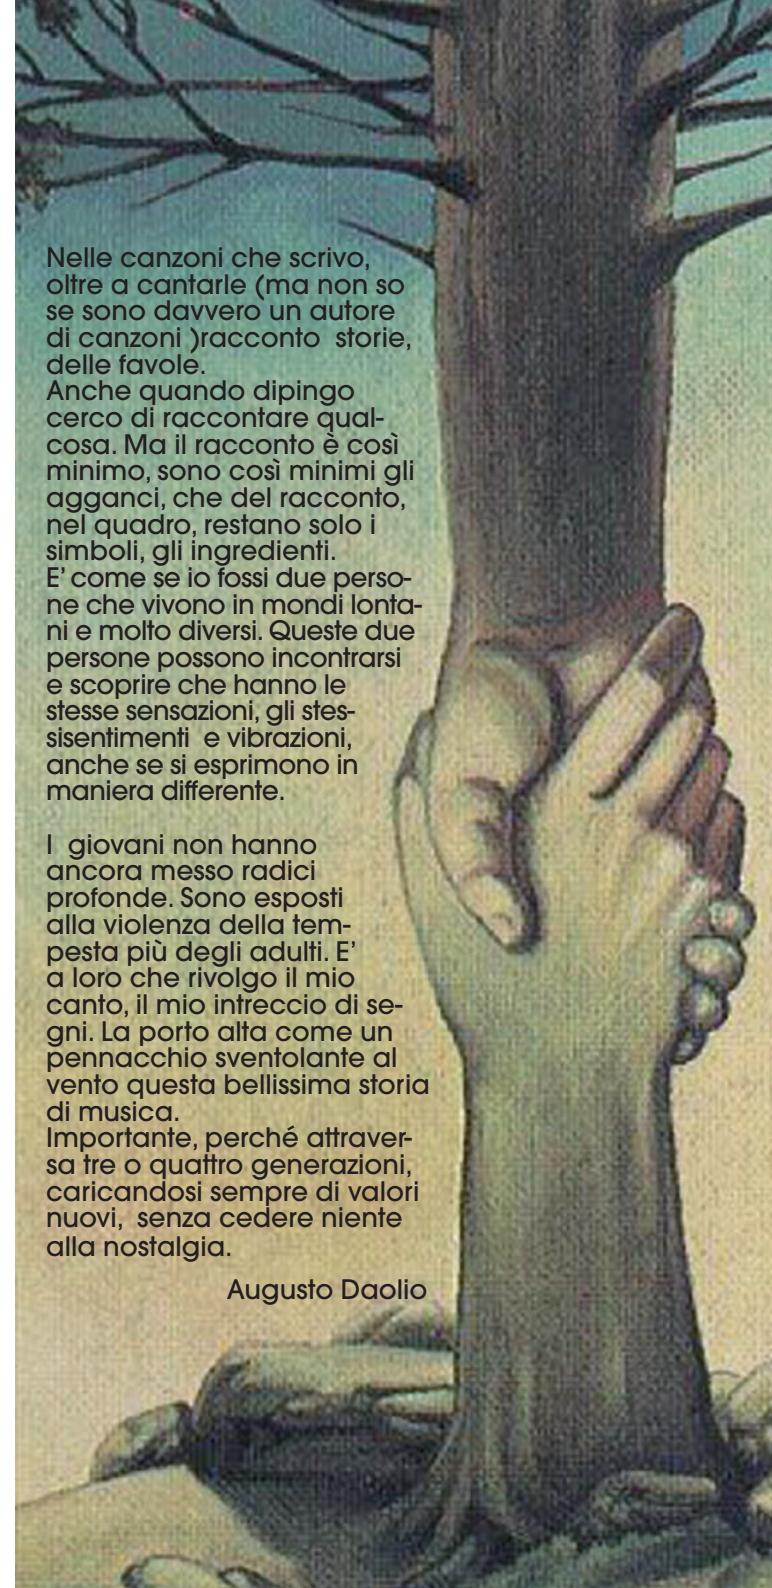 Nelle canzoni che scrivo,
oltre a cantarle (ma non so
se sono davvero un autore
di canzoni )racconto  storie,
delle favole.
Anche quando dipingo
cerco di raccontare qual-
cosa. Ma il racconto è così
minimo, sono così minimi gli
agganci, che del racconto,
nel quadro, restano solo i
simboli, gli ingredienti.
E' come se io fossi due perso-
ne che vivono in mondi lonta-
ni e molto diversi. Queste due
persone possono incontrarsi
e scoprire che hanno le
stesse sensazioni, gli stes-
sisentimenti  e vibrazioni,
anche se si esprimono in
maniera differente.

I  giovani non hanno
ancora messo radici
profonde. Sono esposti
alla violenza della tem-
pesta più degli adulti. E'
a loro che rivolgo il mio
canto, il mio intreccio di se-
gni. La porto alta come un
pennacchio sventolante al
vento questa bellissima storia
di musica.
Importante, perché attraver-
sa tre o quattro generazioni,
caricandosi sempre di valori
nuovi,  senza cedere niente
alla nostalgia.
Augusto Daolio